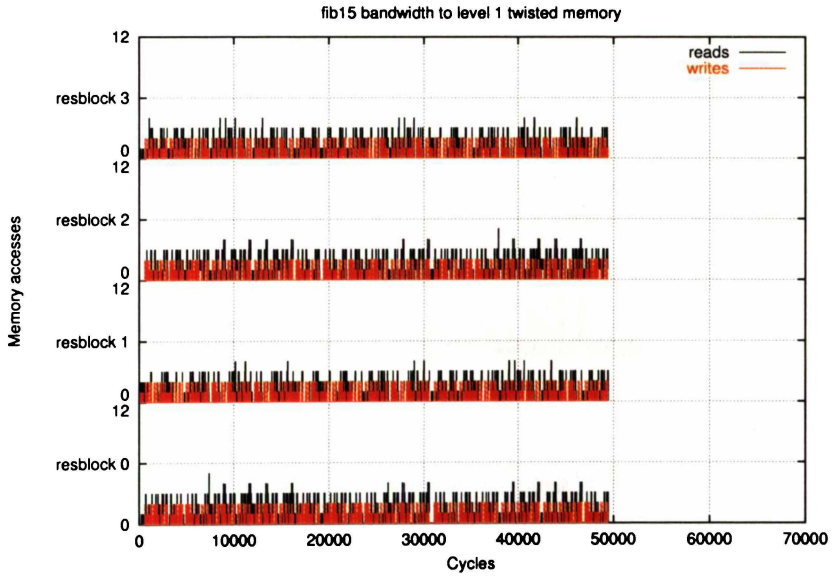 fib15 bandwidth to level 1 twisted memory
12
reads
writes
resblock 3
0
12
resblock 2
0
12
Memory accesses
resblock 1
0
12
resblock 0
0
0 10000 20000 30000 40000 50000 60000 70000
Cycles